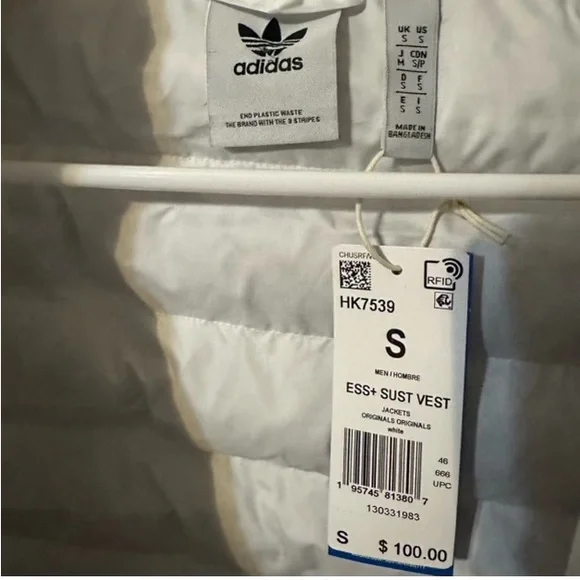 adidas
END PLASTIC WASTE
THE BRAND WITH THE 3 STRIPES
UK US
S S
J CDN
M S/P
D F
S S
E I
S S
MADE IN
BANGLADESH
RFID
HK7539
S
MEN / HOMBRE
ESS+ SUST VEST
JACKETS
ORIGINALS ORIGINALS
white
46
666
UPC
1 95745 81380 7
130331983
S $ 100.00